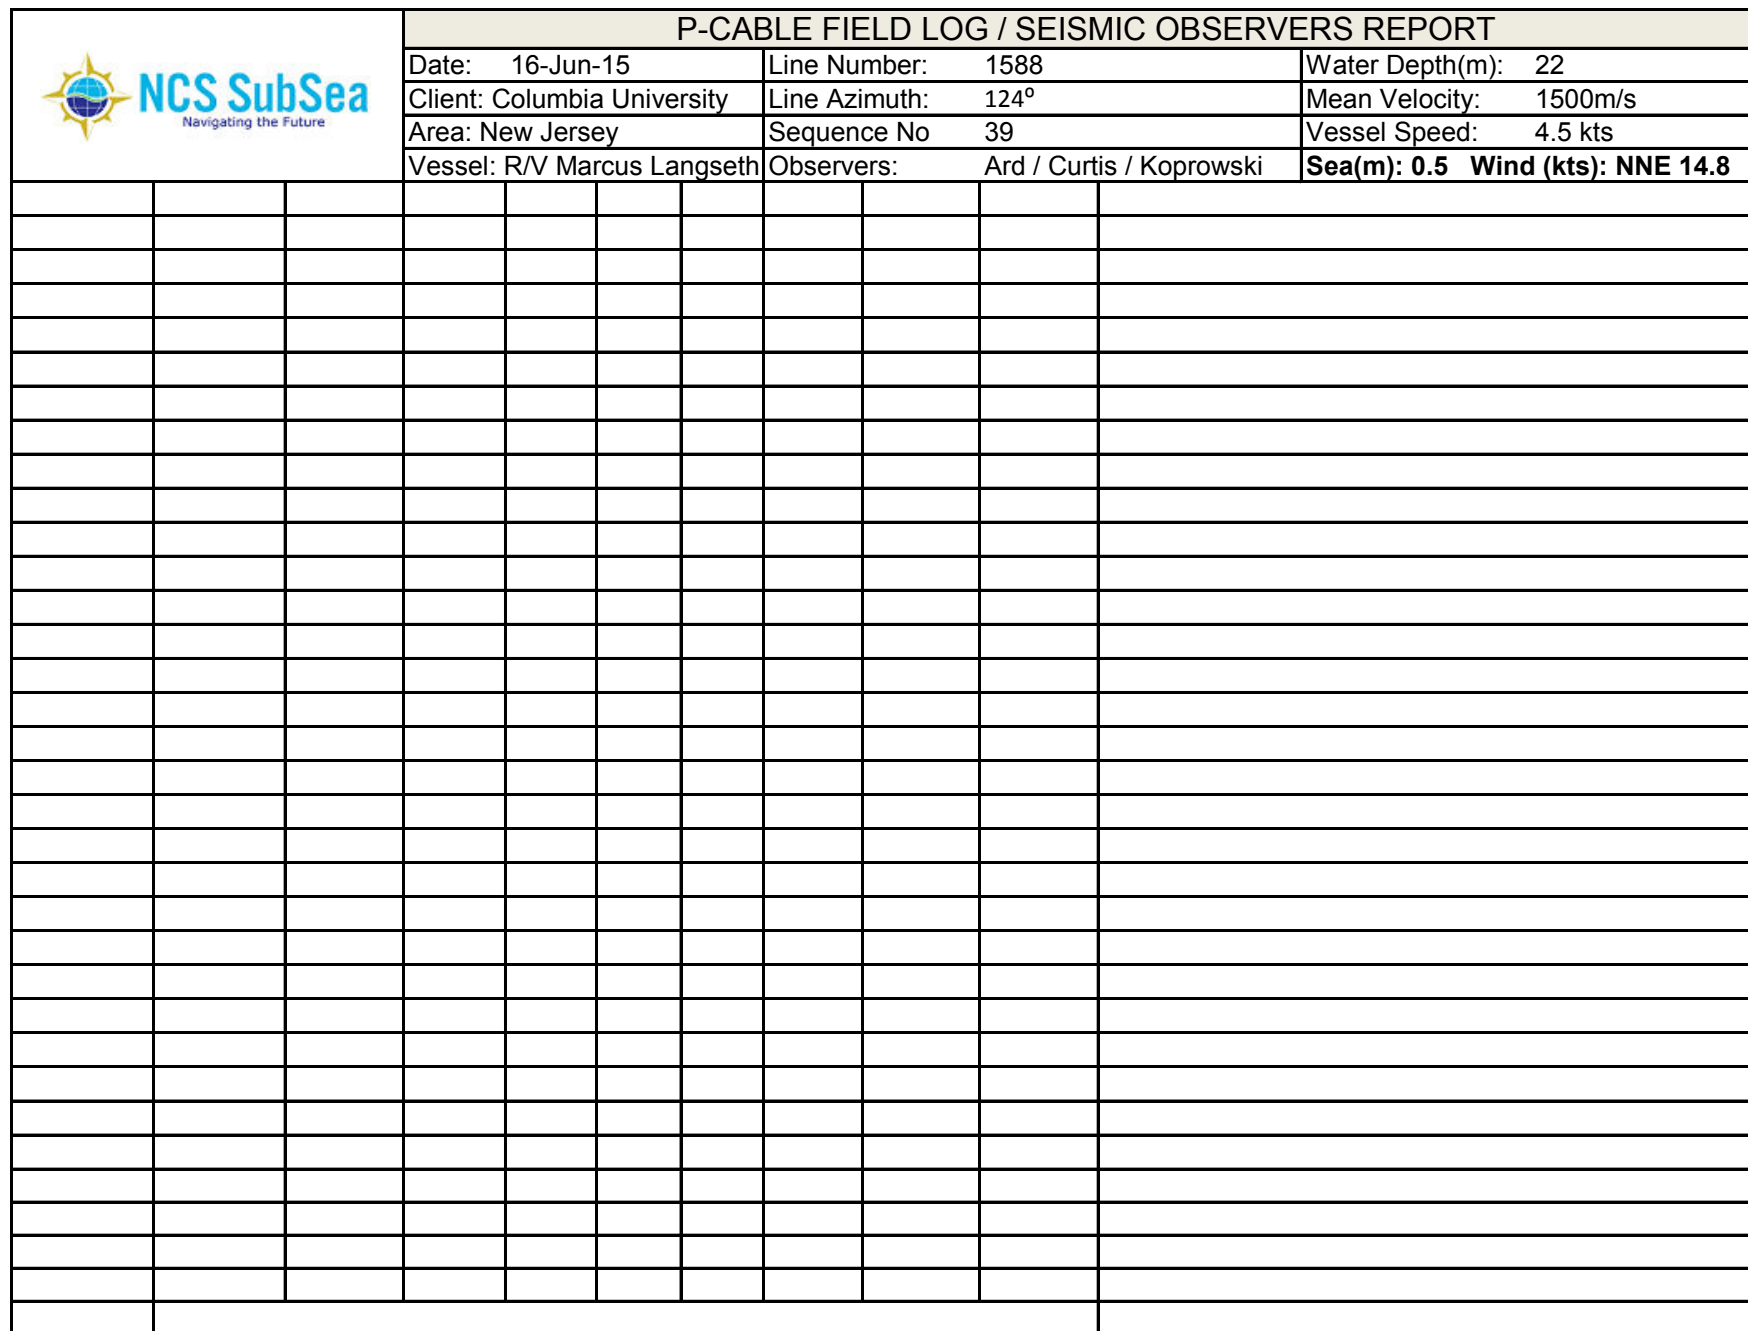 P-CABLE FIELD LOG / SEISMIC OBSERVERS REPORT
NCS SubSea
Navigating the Future
Date: 16-Jun-15 Line Number: 1588 Water Depth(m): 22
Client: Columbia University Line Azimuth: 124º Mean Velocity: 1500m/s
Area: New Jersey Sequence No 39 Vessel Speed: 4.5 kts
Vessel: R/V Marcus Langseth Observers: Ard / Curtis / Koprowski Sea(m): 0.5 Wind (kts): NNE 14.8